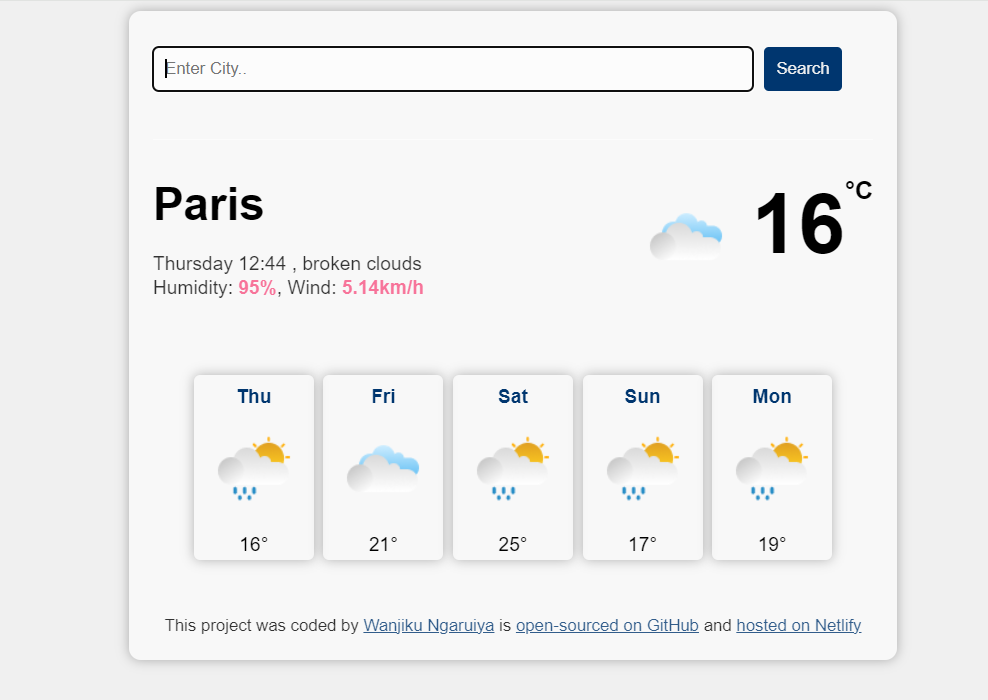 Enter City..
Search
Paris
16 °C
Thursday 12:44 , broken clouds
Humidity: 95%, Wind: 5.14km/h
Thu Fri Sat Sun Mon
16° 21° 25° 17° 19°
This project was coded by Wanjiku Ngaruiya is open-sourced on GitHub and hosted on Netlify